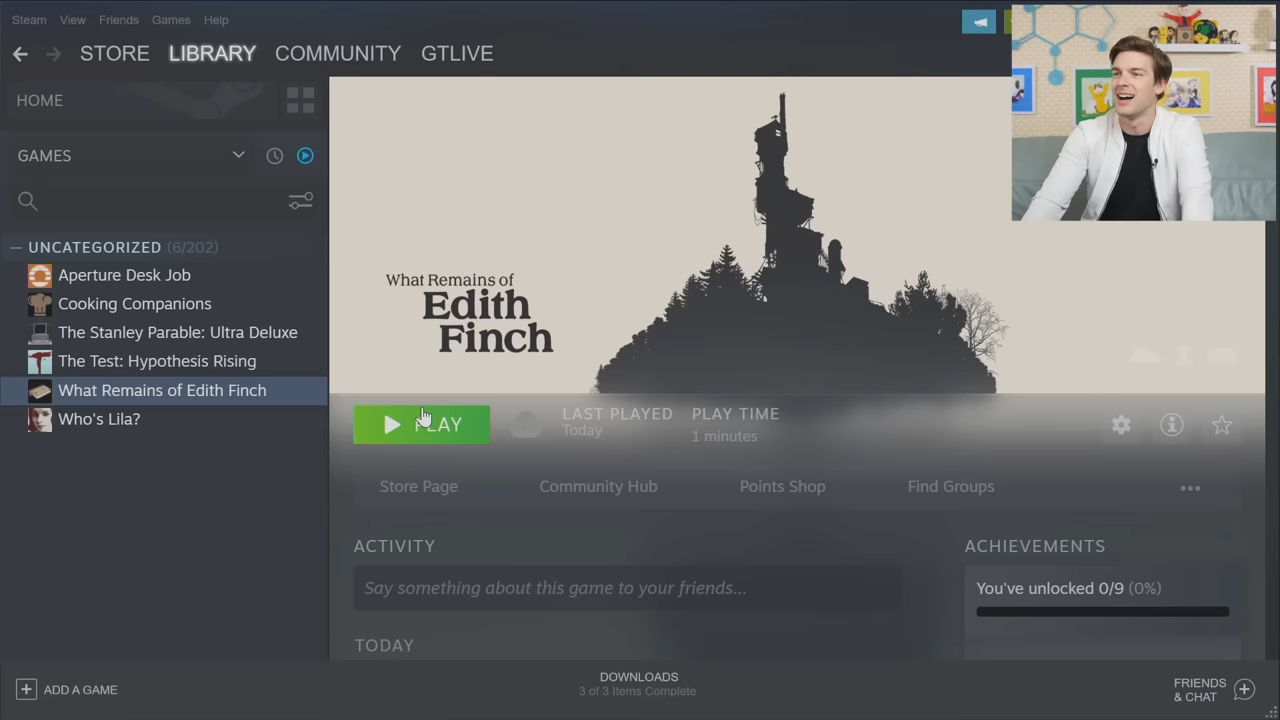 Steam View Friends Games Help
STORE LIBRARY COMMUNITY GTLIVE
HOME
GAMES
UNCATEGORIZED (6/202)
Aperture Desk Job
Cooking Companions
The Stanley Parable: Ultra Deluxe
The Test: Hypothesis Rising
What Remains of Edith Finch
Who's Lila?
What Remains of
Edith
Finch
PLAY
LAST PLAYED
Today
PLAY TIME
1 minutes
Store Page Community Hub Points Shop Find Groups
ACTIVITY
Say something about this game to your friends...
TODAY
ACHIEVEMENTS
You've unlocked 0/9 (0%)
ADD A GAME
DOWNLOADS
3 of 3 Items Complete
FRIENDS
& CHAT